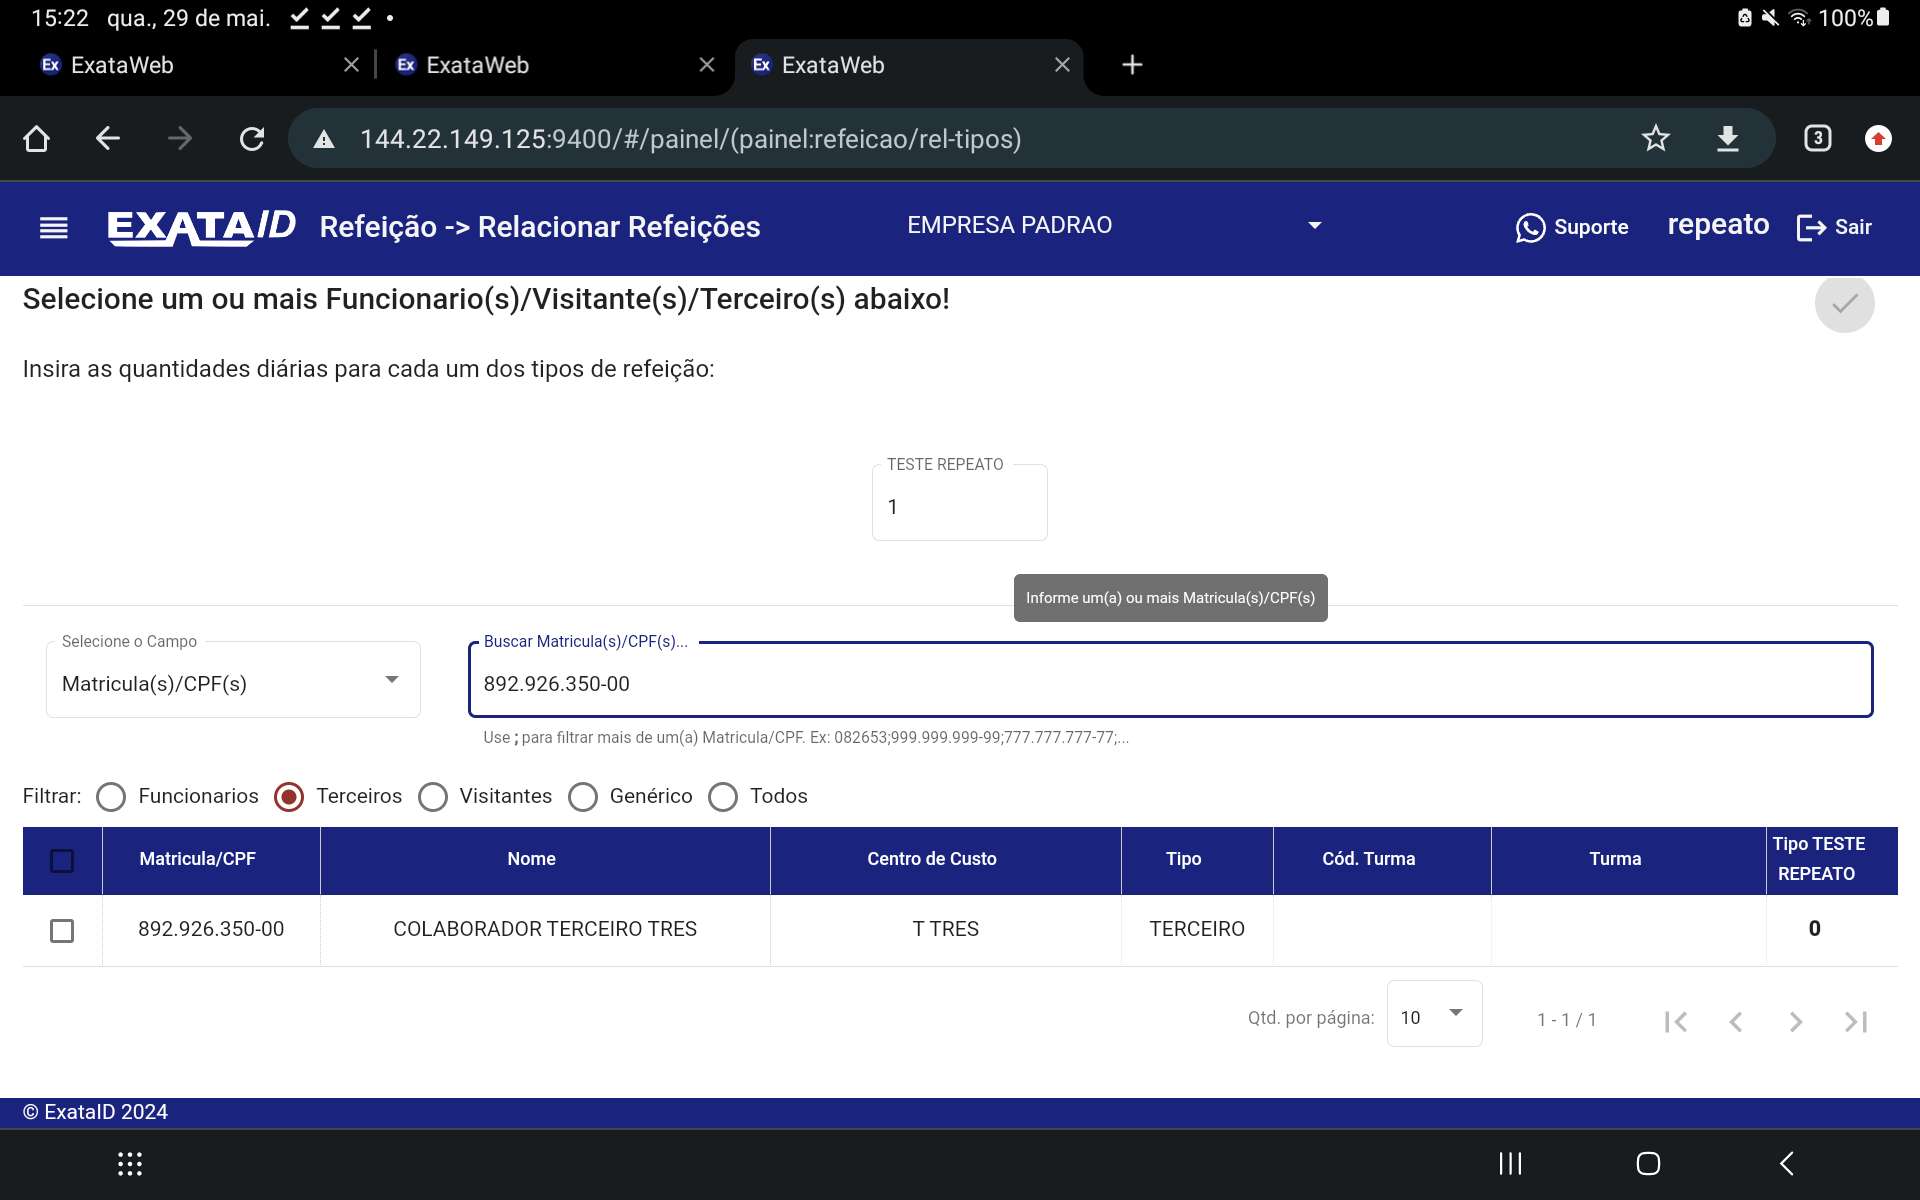 15:22 qua., 29 de mai. 100%
Ex ExataWeb Ex ExataWeb Ex ExataWeb
144.22.149.125:9400/#/painel/(painel:refeicao/rel-tipos) 3
EXATAID Refeição -> Relacionar Refeições EMPRESA PADRAO Suporte repeato Sair
Selecione um ou mais Funcionario(s)/Visitante(s)/Terceiro(s) abaixo!
Insira as quantidades diárias para cada um dos tipos de refeição:
TESTE REPEATO
1
Informe um(a) ou mais Matricula(s)/CPF(s)
Selecione o Campo Buscar Matricula(s)/CPF(s)...
Matricula(s)/CPF(s) 892.926.350-00
Use ; para filtrar mais de um(a) Matricula/CPF. Ex: 082653;999.999.999-99;777.777.777-77;...
Filtrar: Funcionarios Terceiros Visitantes Genérico Todos
Matricula/CPF Nome Centro de Custo Tipo Cód. Turma Turma Tipo TESTE
REPEATO
892.926.350-00 COLABORADOR TERCEIRO TRES T TRES TERCEIRO 0
Qtd. por página: 10 1 - 1 / 1
© ExataID 2024